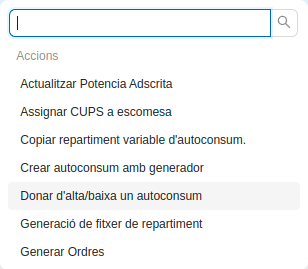 Accions
Actualitzar Potencia Adscrita
Assignar CUPS a escomesa
Copiar repartiment variable d'autoconsum.
Crear autoconsum amb generador
Donar d'alta/baixa un autoconsum
Generació de fitxer de repartiment
Generar Ordres